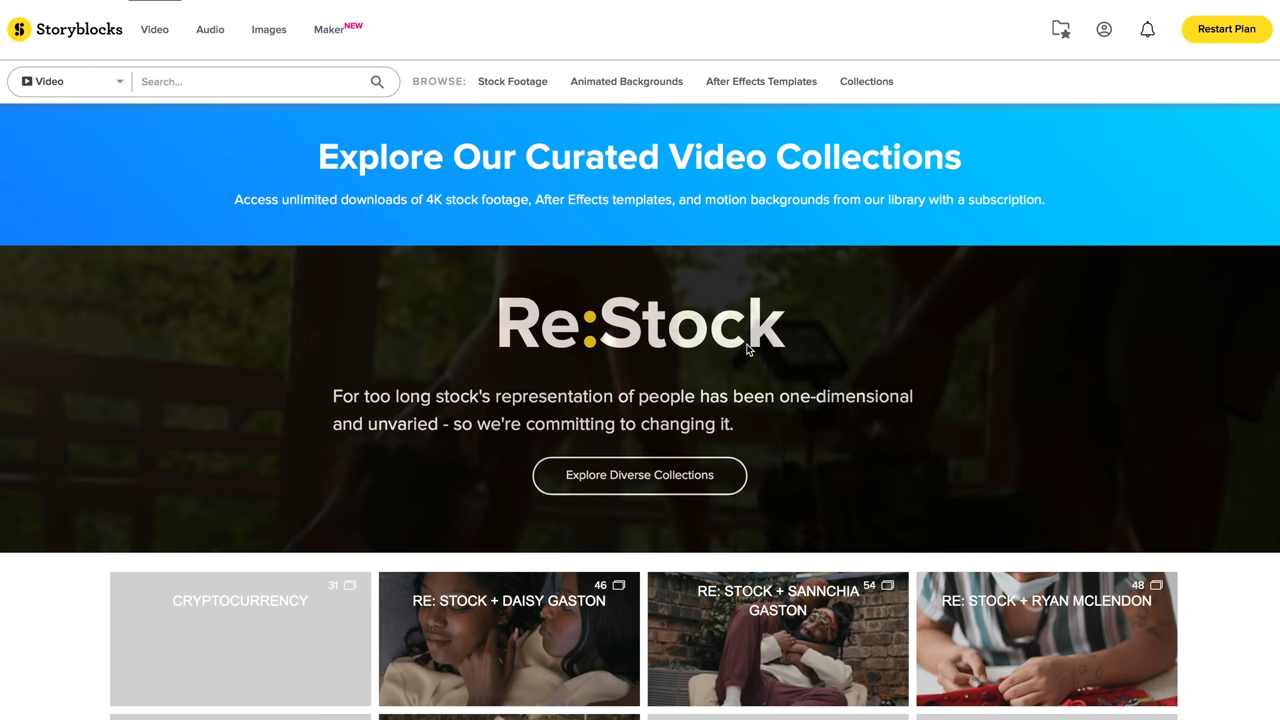 Storyblocks
Video
Audio
Images
Maker NEW
Restart Plan
Video
Search...
BROWSE:
Stock Footage
Animated Backgrounds
After Effects Templates
Collections
Explore Our Curated Video Collections
Access unlimited downloads of 4K stock footage, After Effects templates, and motion backgrounds from our library with a subscription.
Re:Stock
For too long stock's representation of people has been one-dimensional
and unvaried - so we're committing to changing it.
Explore Diverse Collections
31
CRYPTOCURRENCY
46
RE: STOCK + DAISY GASTON
54
RE: STOCK + SANNCHIA
GASTON
48
RE: STOCK + RYAN MCLENDON